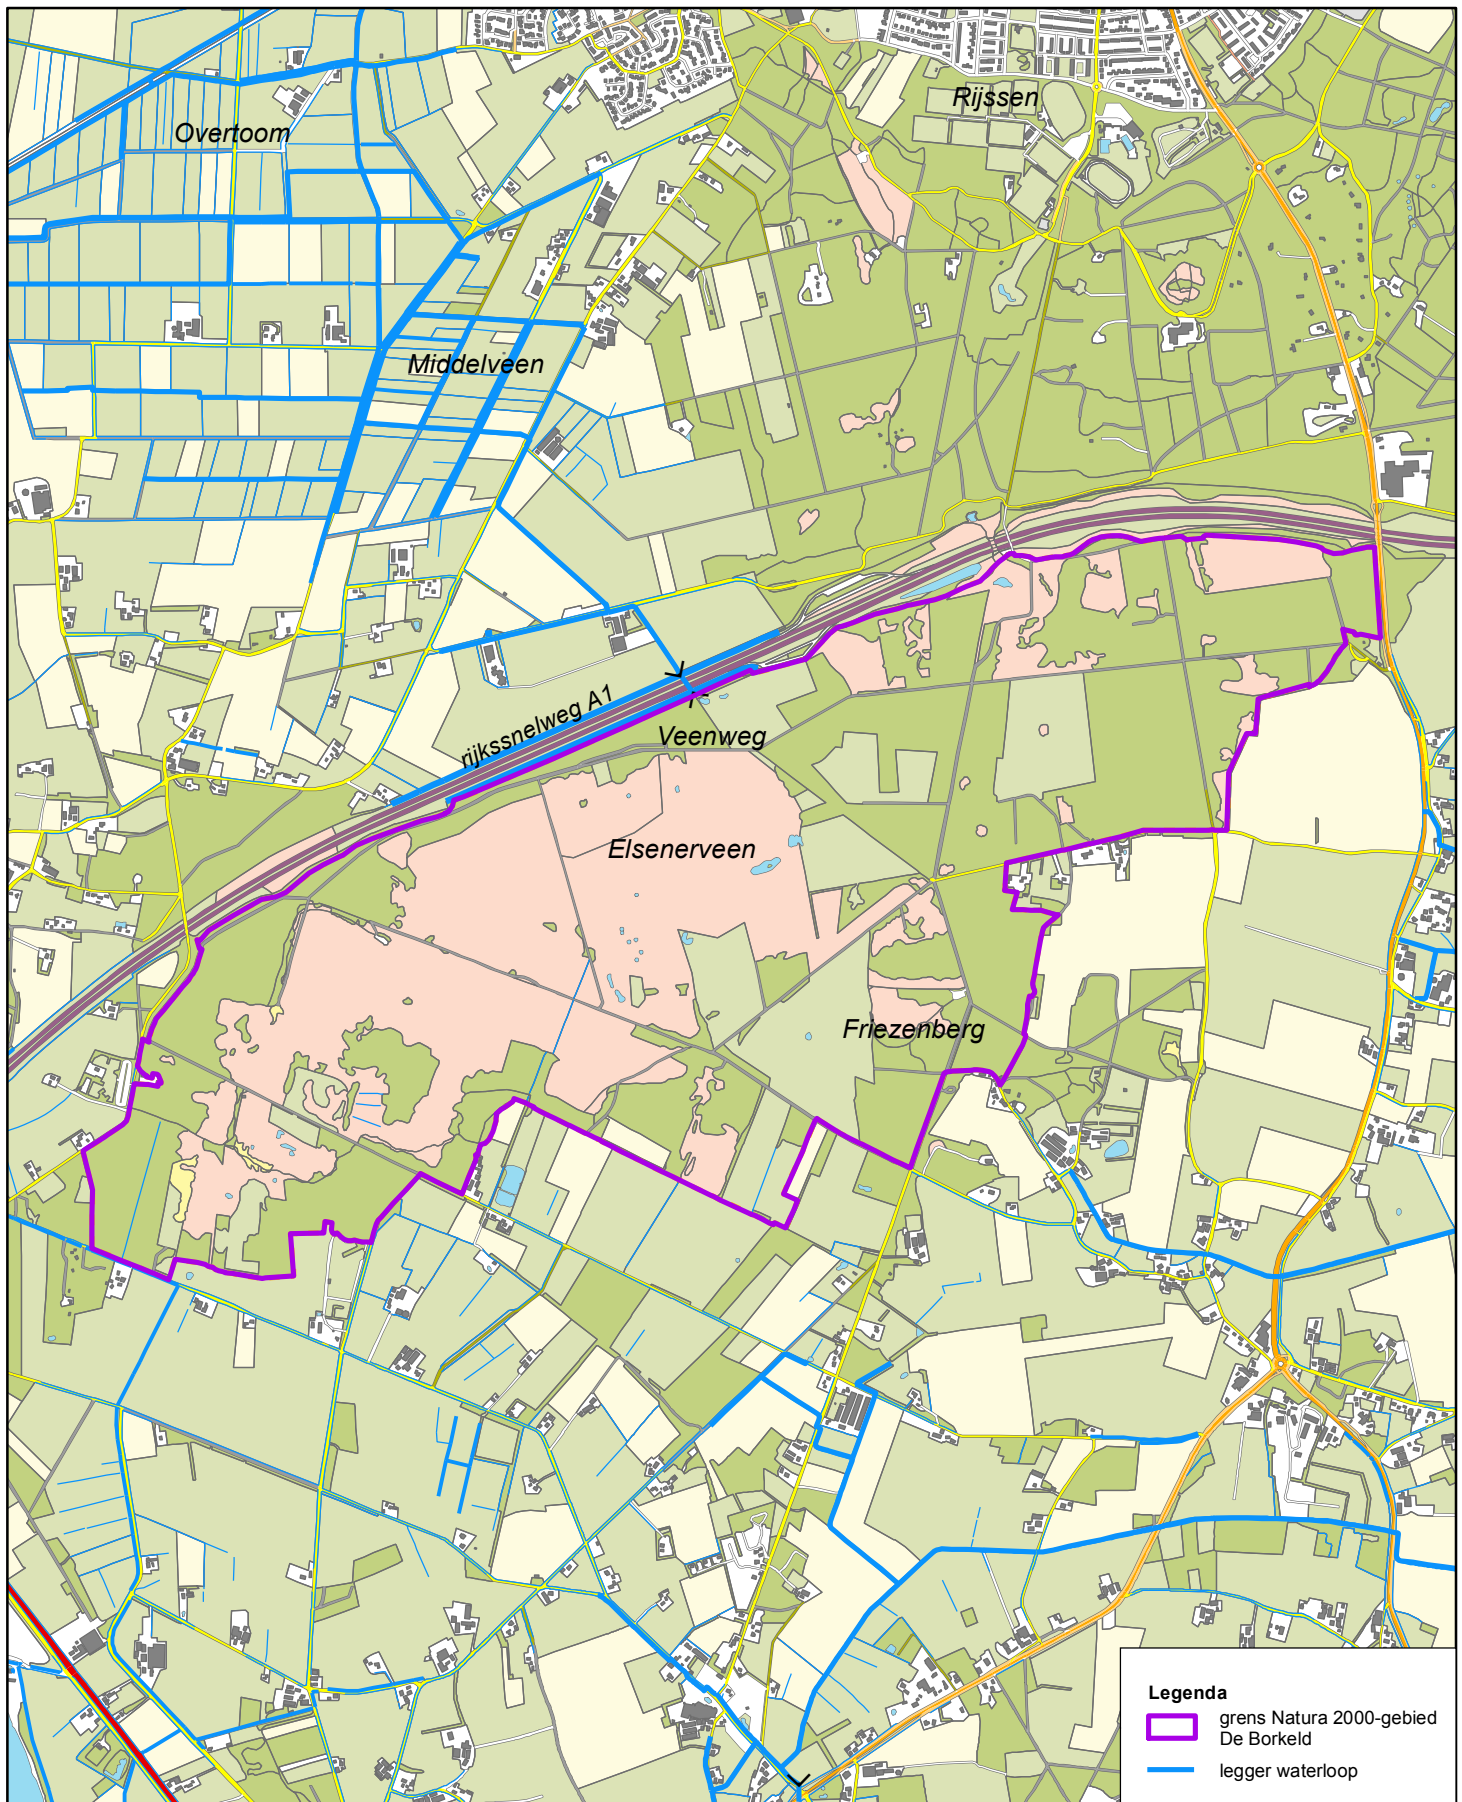 Rijssen
Overtoom
Middelveen
rijkssnelweg A1
Veenweg
Elsenerveen
Friezenberg
Legenda
grens Natura 2000-gebied
De Borkeld
legger waterloop